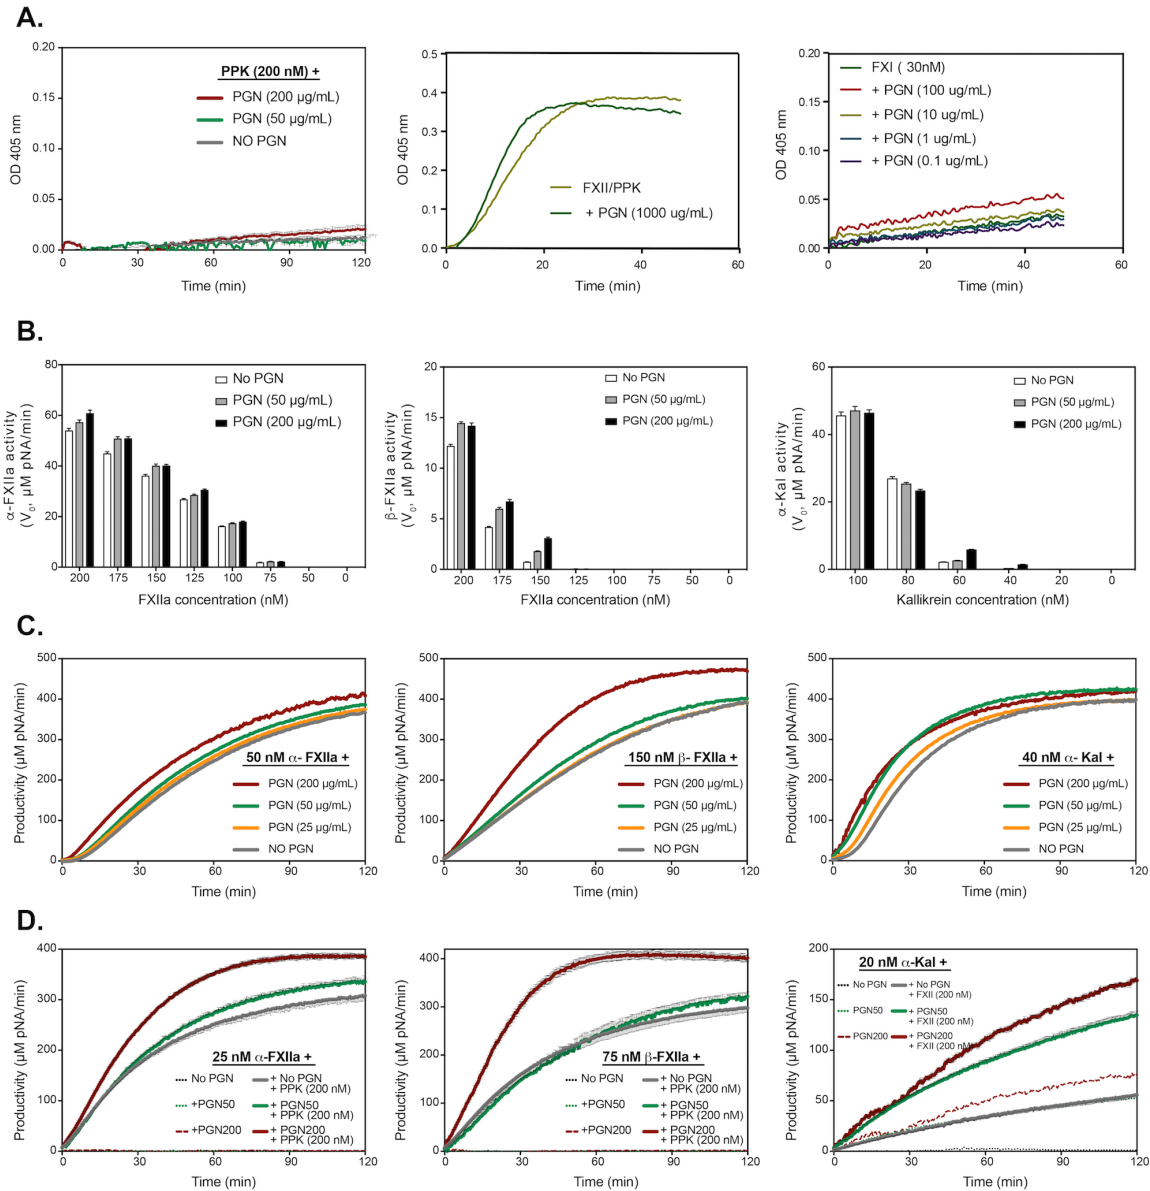 A.
0.20
0.15
0.10
0.05
0.00
OD 405 nm
PPK (200 nM) +
PGN (200 µg/mL)
PGN (50 µg/mL)
NO PGN
0 30 60 90 120
Time (min)
0.5
0.4
0.3
0.2
0.1
0.0
OD 405 nm
FXII/PPK
+ PGN (1000 ug/mL)
0 20 40 60
Time (min)
0.20
0.15
0.10
0.05
0.00
OD 405 nm
FXI ( 30nM)
+ PGN (100 ug/mL)
+ PGN (10 ug/mL)
+ PGN (1 ug/mL)
+ PGN (0.1 ug/mL)
0 20 40 60
Time (min)
B.
80
60
40
20
0
α-FXIIa activity
(V0, µM pNA/min)
No PGN
PGN (50 µg/mL)
PGN (200 µg/mL)
200 175 150 125 100 75 50 0
FXIIa concentration (nM)
20
15
10
5
0
β-FXIIa activity
(V0, µM pNA/min)
No PGN
PGN (50 µg/mL)
PGN (200 µg/mL)
200 175 150 125 100 75 50 0
FXIIa concentration (nM)
60
40
20
0
α-Kal activity
(V0, µM pNA/min)
No PGN
PGN (50 µg/mL)
PGN (200 µg/mL)
100 80 60 40 20 0
Kallikrein concentration (nM)
C.
500
400
300
200
100
0
Productivity (µM pNA/min)
50 nM α- FXIIa +
PGN (200 µg/mL)
PGN (50 µg/mL)
PGN (25 µg/mL)
NO PGN
0 30 60 90 120
Time (min)
500
400
300
200
100
0
Productivity (µM pNA/min)
150 nM β- FXIIa +
PGN (200 µg/mL)
PGN (50 µg/mL)
PGN (25 µg/mL)
NO PGN
0 30 60 90 120
Time (min)
500
400
300
200
100
0
Productivity (µM pNA/min)
40 nM α- Kal +
PGN (200 µg/mL)
PGN (50 µg/mL)
PGN (25 µg/mL)
NO PGN
0 30 60 90 120
Time (min)
D.
400
300
200
100
0
Productivity (µM pNA/min)
25 nM α-FXIIa +
No PGN
+ No PGN
+ PPK (200 nM)
+PGN50
+ PGN50
+ PPK (200 nM)
+PGN200
+ PGN200
+ PPK (200 nM)
0 30 60 90 120
Time (min)
400
300
200
100
0
Productivity (µM pNA/min)
75 nM β-FXIIa +
No PGN
+ No PGN
+ PPK (200 nM)
+PGN50
+ PGN50
+ PPK (200 nM)
+PGN200
+ PGN200
+ PPK (200 nM)
0 30 60 90 120
Time (min)
200
150
100
50
0
Productivity (µM pNA/min)
20 nM α-Kal +
No PGN
+ No PGN
+ FXII (200 nM)
PGN50
+ PGN50
+ FXII (200 nM)
PGN200
+ PGN200
+ FXII (200 nM)
0 30 60 90 120
Time (min)